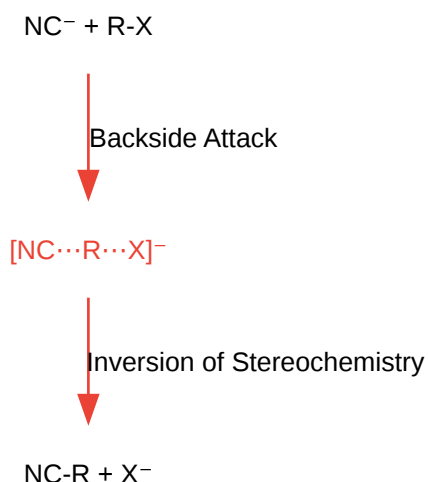 NC⁻ + R-X
Backside Attack
[NC···R···X]⁻
Inversion of Stereochemistry
NC-R + X⁻